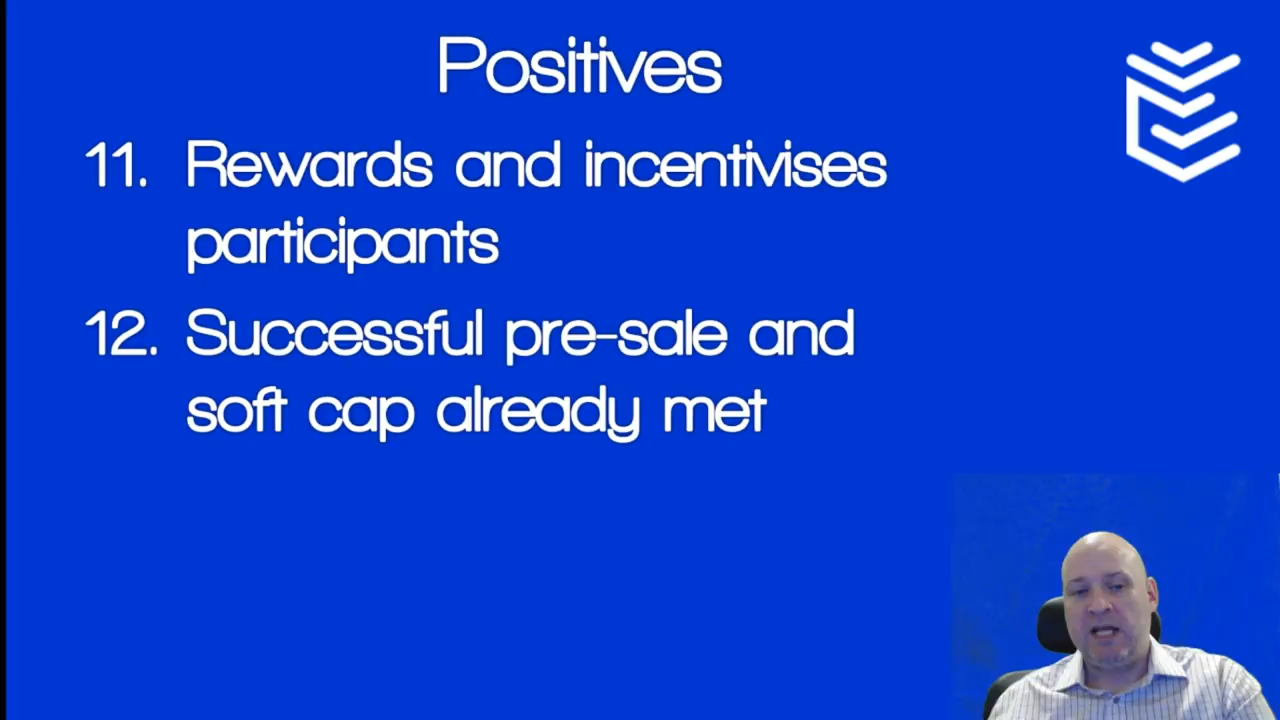 Positives
11. Rewards and incentivises
participants
12. Successful pre-sale and
soft cap already met